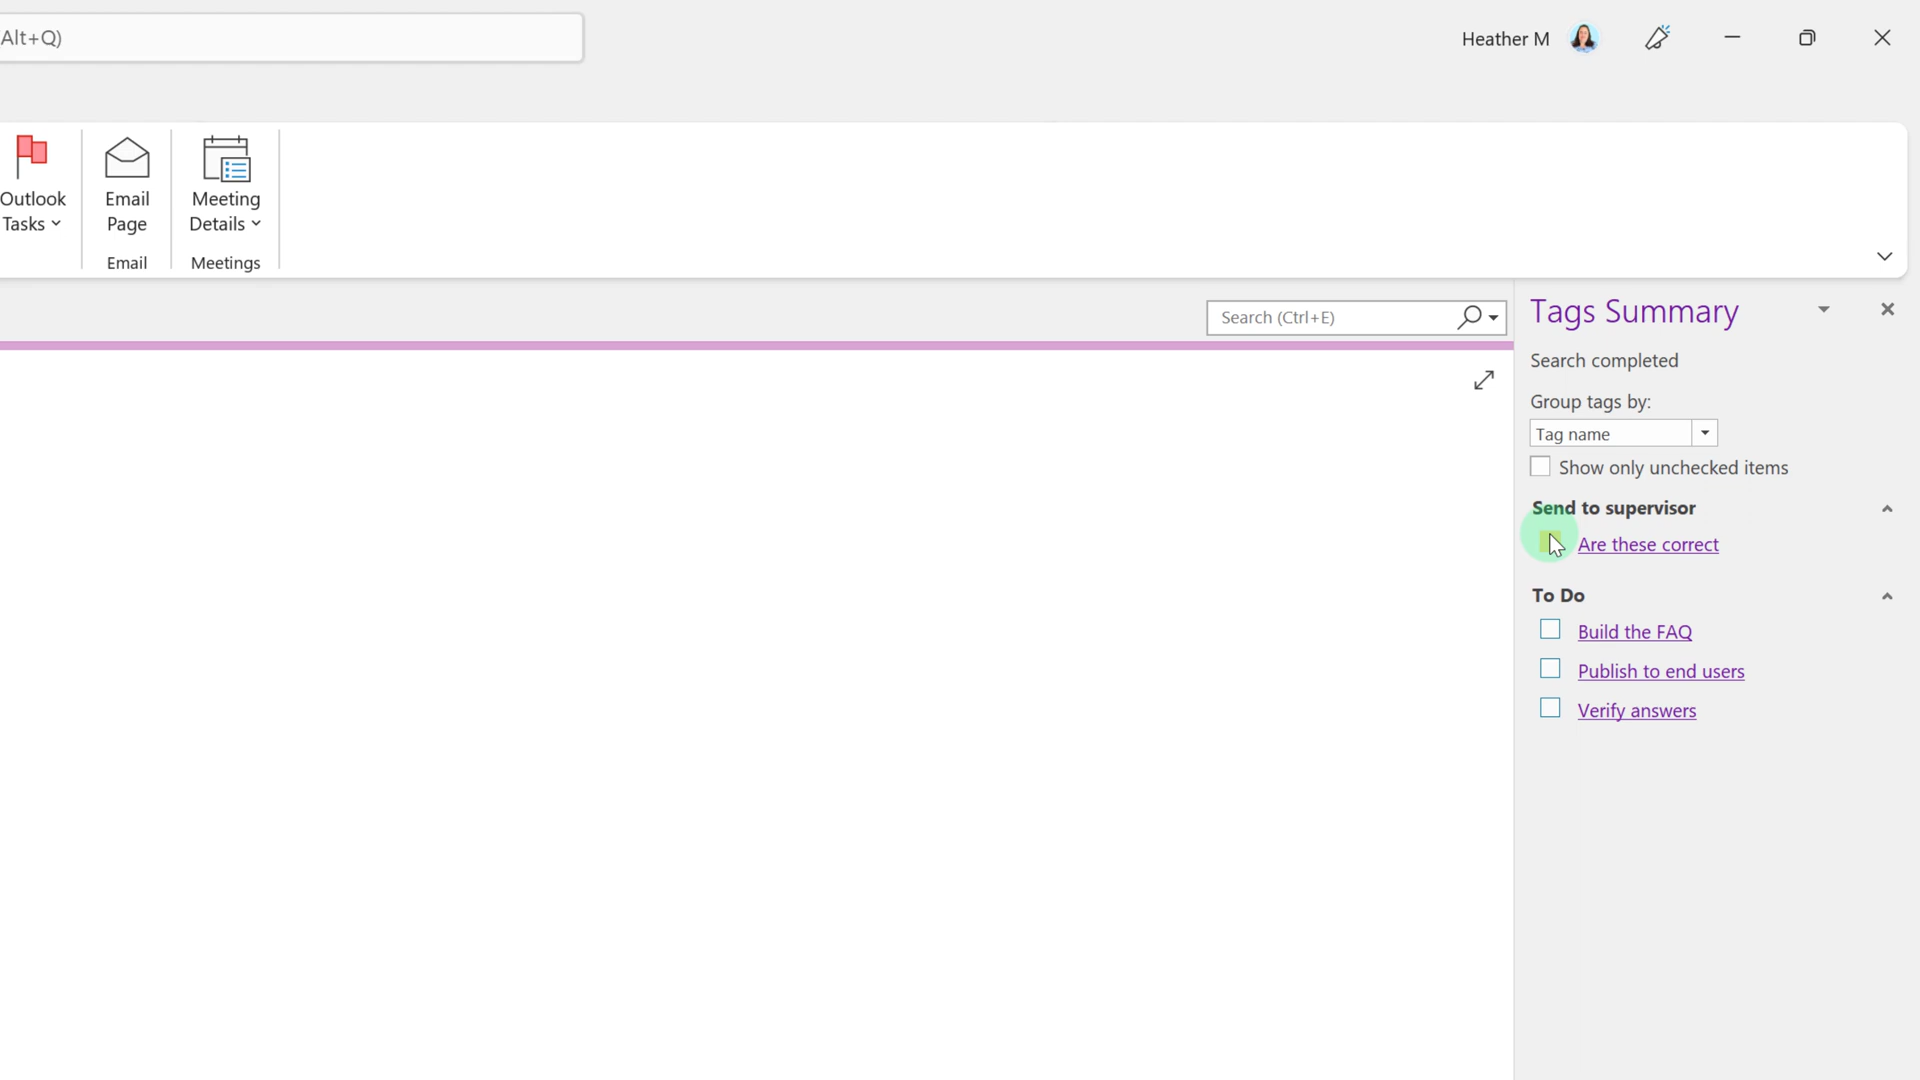 Alt+Q)
Heather M
Outlook
Tasks
Email
Page
Meeting
Details
Email
Meetings
Search (Ctrl+E)
Tags Summary
Search completed
Group tags by:
Tag name
Show only unchecked items
Send to supervisor
Are these correct
To Do
Build the FAQ
Publish to end users
Verify answers